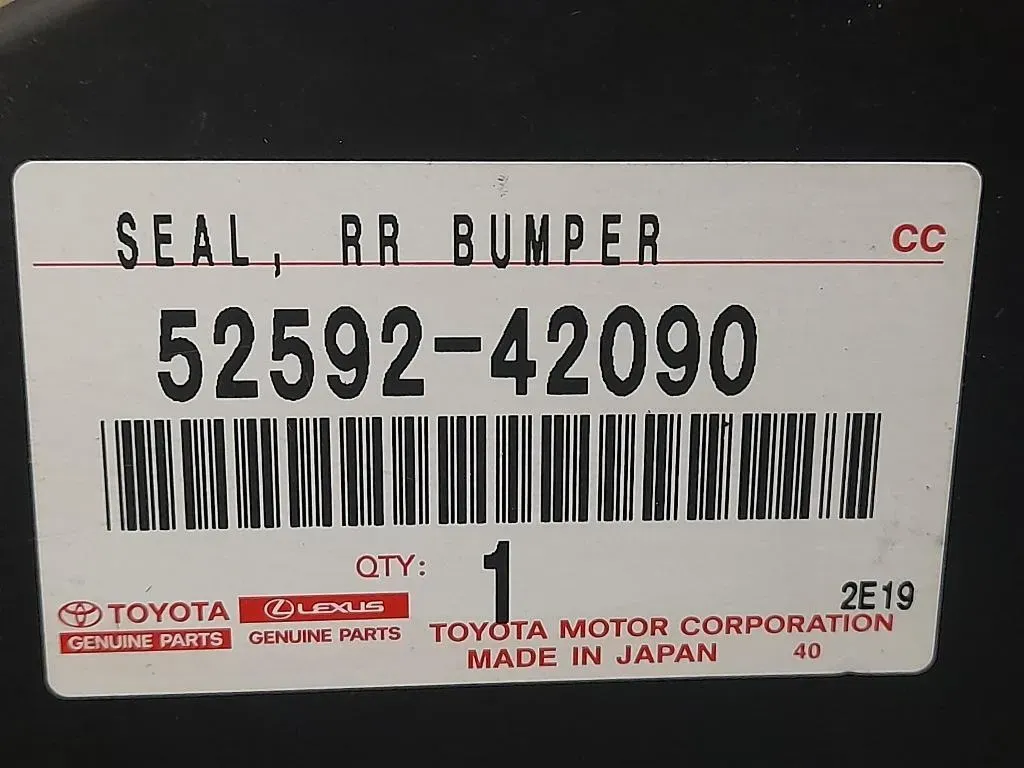 SEAL, RR BUMPER CC
52592-42090
QTY: 1
2E19
TOYOTA LEXUS
GENUINE PARTS GENUINE PARTS
TOYOTA MOTOR CORPORATION
MADE IN JAPAN 40